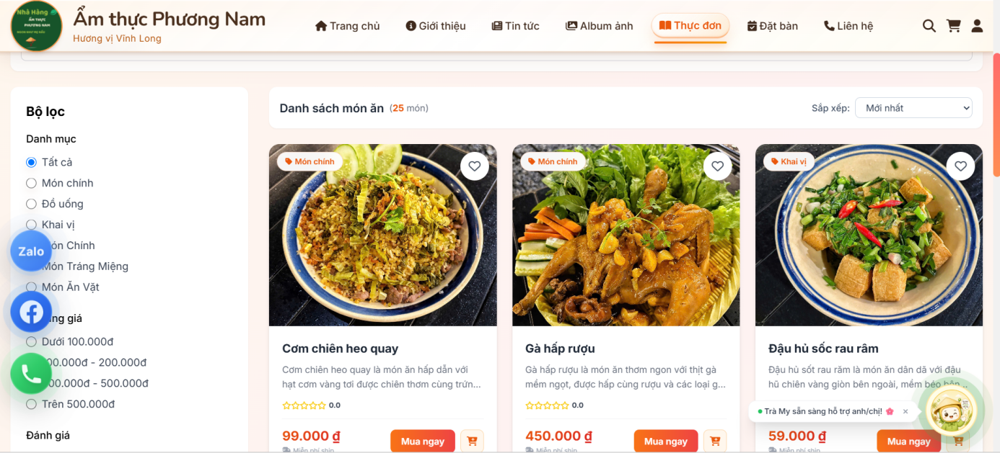 Nhà Hàng
ẨM THỰC
PHƯƠNG NAM
Ẩm thực Phương Nam
Hương vị Vĩnh Long
Trang chủ
Giới thiệu
Tin tức
Album ảnh
Thực đơn
Đặt bàn
Liên hệ
Bộ lọc
Danh mục
Tất cả
Món chính
Đồ uống
Khai vị
ón Chính
Món Tráng Miệng
Món Ăn Vặt
ng giá
Dưới 100.000đ
00.000đ - 200.000đ
00.000đ - 500.000đ
Trên 500.000đ
Đánh giá
Zalo
Danh sách món ăn (25 món)
Sắp xếp: Mới nhất
Món chính
Cơm chiên heo quay
Cơm chiên heo quay là món ăn hấp dẫn với
hạt cơm vàng tơi được chiên thơm cùng trứn...
0.0
99.000 ₫
Miễn phí ship
Mua ngay
Món chính
Gà hấp rượu
Gà hấp rượu là món ăn thơm ngon với thịt gà
mềm ngọt, được hấp cùng rượu và các loại g...
0.0
450.000 ₫
Miễn phí ship
Mua ngay
Khai vị
Đậu hủ sốc rau râm
Đậu hủ sốt rau răm là món ăn dân dã với đậu
hũ chiên vàng giòn bên ngoài, mềm béo bên...
59.000 ₫
Miễn phí ship
Mua ngay
Trà My sẵn sàng hỗ trợ anh/chị! 🌸 ×